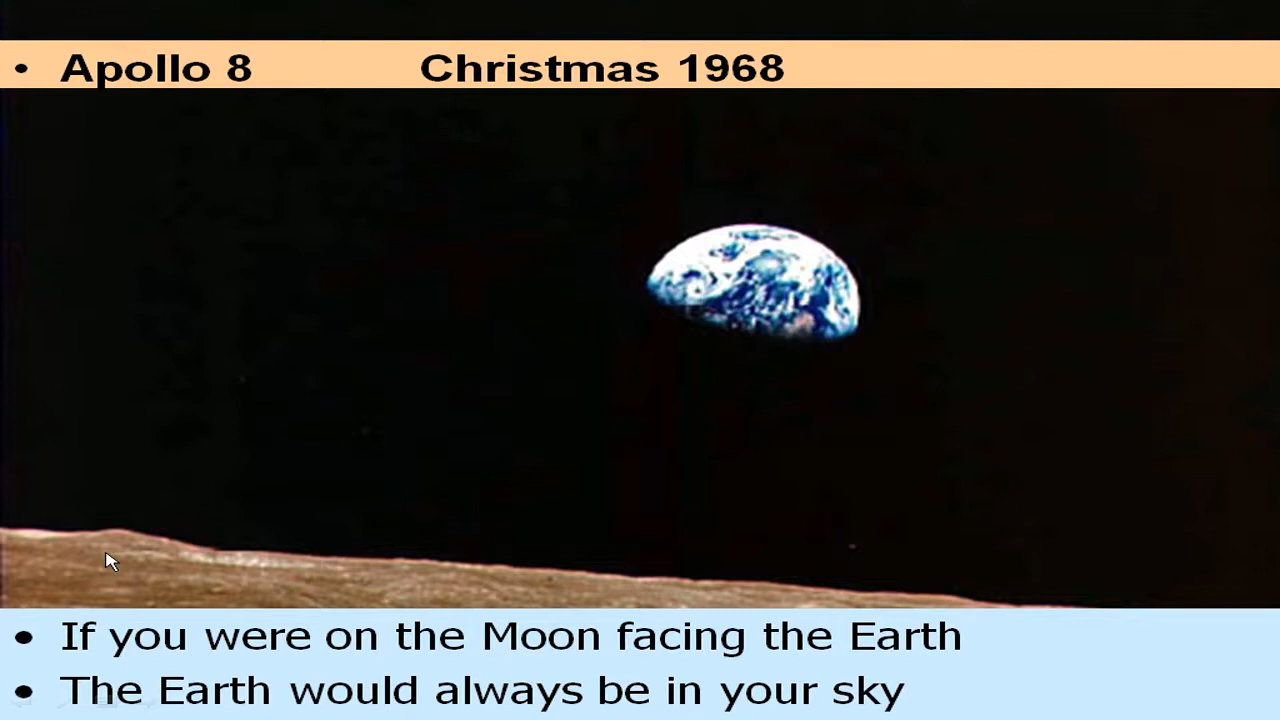 • Apollo 8 Christmas 1968
• If you were on the Moon facing the Earth
• The Earth would always be in your sky